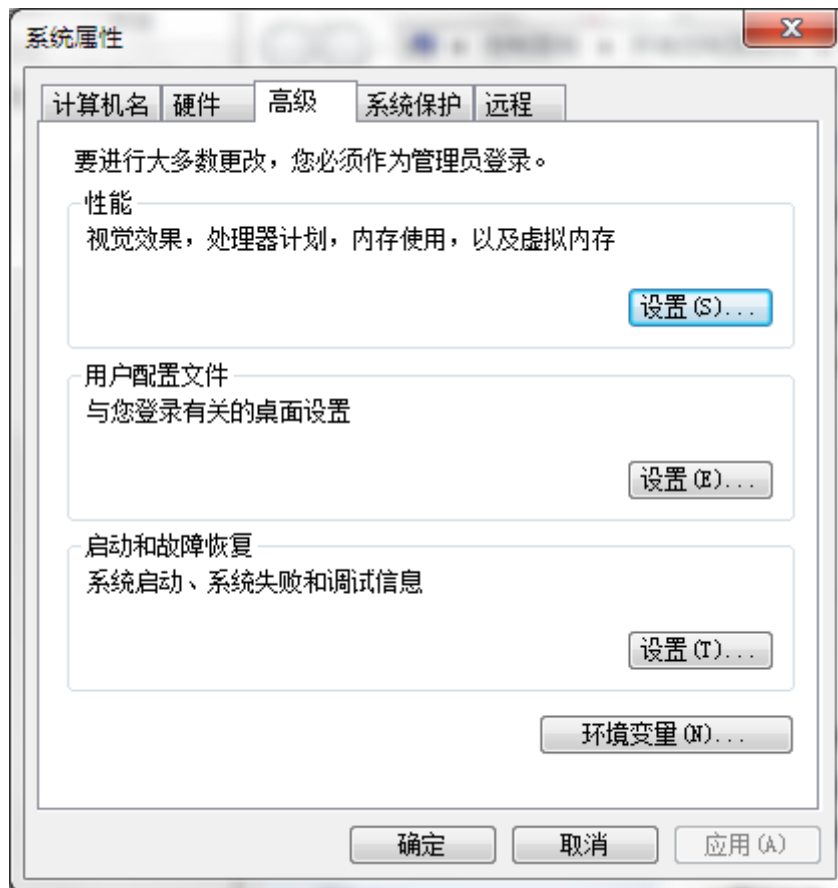 系统属性
计算机名 硬件 高级 系统保护 远程
要进行大多数更改，您必须作为管理员登录。
性能
视觉效果，处理器计划，内存使用，以及虚拟内存
设置(S)...
用户配置文件
与您登录有关的桌面设置
设置(E)...
启动和故障恢复
系统启动、系统失败和调试信息
设置(T)...
环境变量(N)...
确定 取消 应用(A)